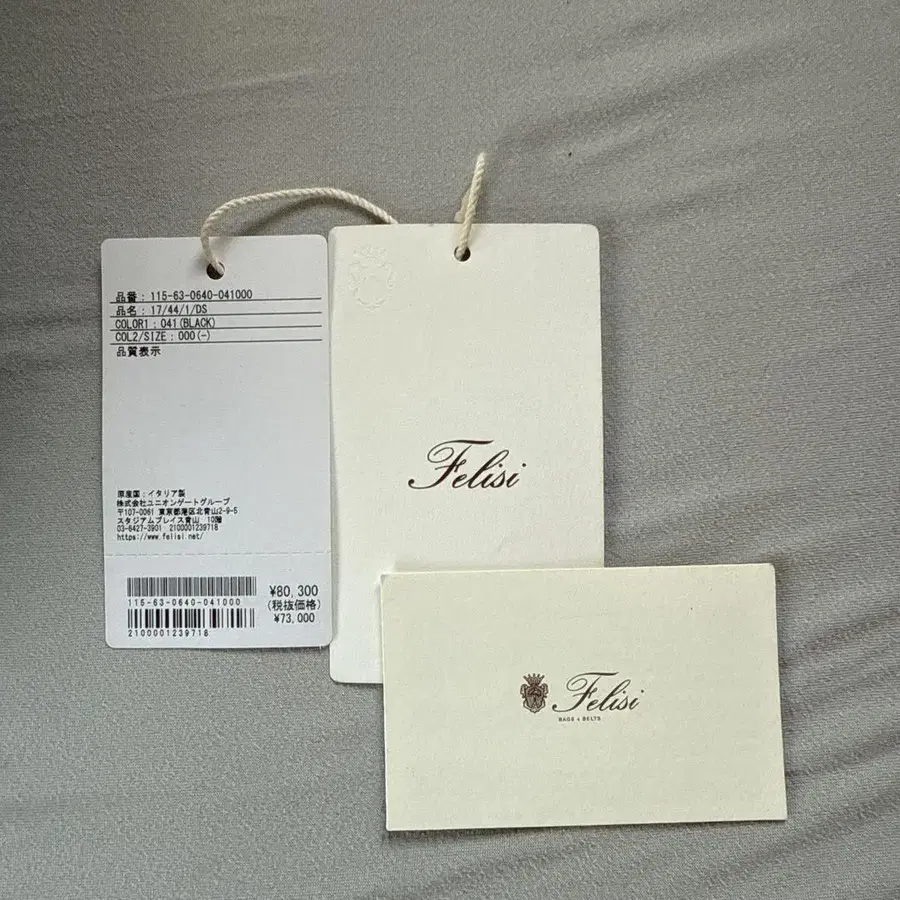 品番：115-63-0640-041000
品名：17/44/1/DS
COLOR1：041(BLACK)
COL2/SIZE：000(-)
品質表示
原産国：イタリア製
株式会社ユニオンゲートグループ
〒107-0061 東京都港区北青山2-9-5
スタジアムプレイス青山 10階
03-6427-3901 2100001239718
https://www.felisi.net/
115-63-0640-041000
2100001239718
¥80,300
(税抜価格)
¥73,000
Felisi
Felisi
BAGS & BELTS